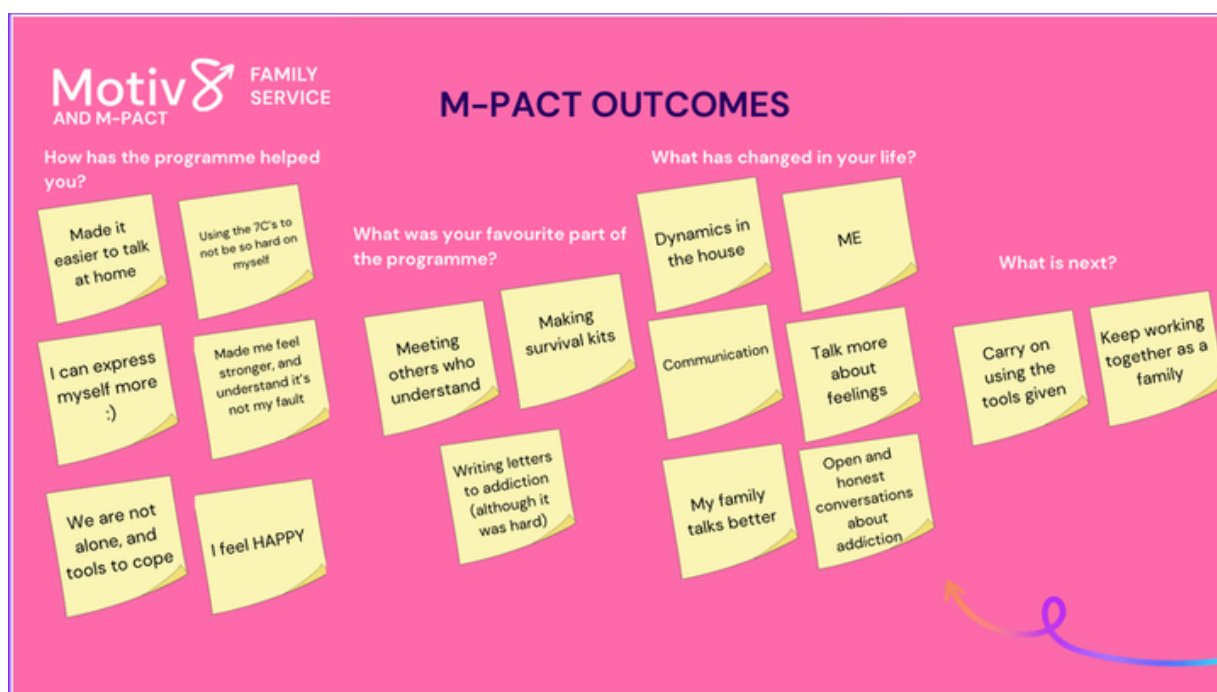 Motiv8
AND M-PACT
FAMILY
SERVICE
M-PACT OUTCOMES
How has the programme helped
you?
Made it
easier to talk
at home
Using the 7C's to
not be so hard on
myself
I can express
myself more
:)
Made me feel
stronger, and
understand it's
not my fault
We are not
alone, and
tools to cope
I feel HAPPY
What was your favourite part of
the programme?
Meeting
others who
understand
Making
survival kits
Writing letters
to addiction
(although it
was hard)
What has changed in your life?
Dynamics in
the house
ME
Communication
Talk more
about
feelings
My family
talks better
Open and
honest
conversations
about
addiction
What is next?
Carry on
using the
tools given
Keep working
together as a
family